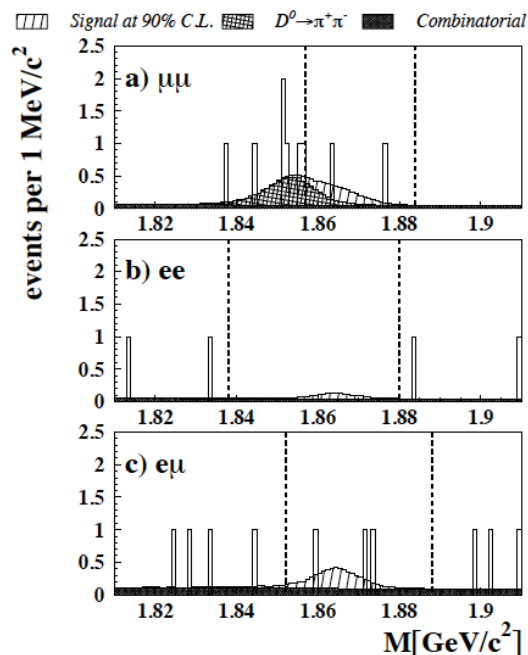 Signal at 90% C.L. D⁰→π⁺π⁻ Combinatorial
events per 1 MeV/c²
a) μμ
2.5
2
1.5
1
0.5
0
1.82 1.84 1.86 1.88 1.9
b) ee
2.5
2
1.5
1
0.5
0
1.82 1.84 1.86 1.88 1.9
c) eμ
2.5
2
1.5
1
0.5
0
1.82 1.84 1.86 1.88 1.9
M[GeV/c²]